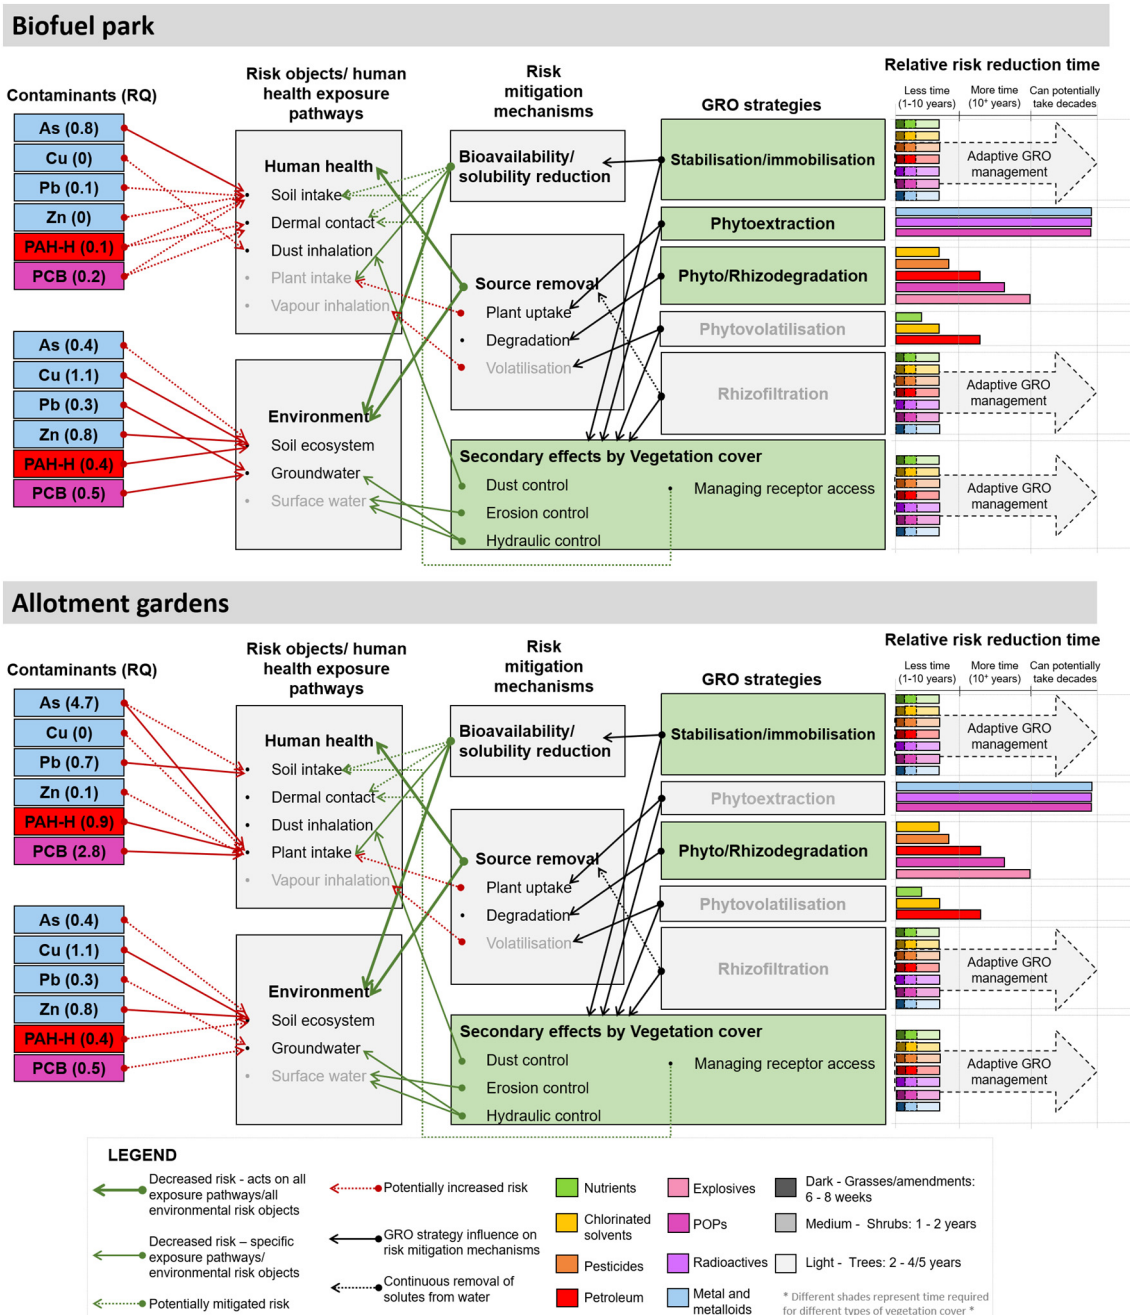 Biofuel park
Contaminants (RQ)
As (0.8)
Cu (0)
Pb (0.1)
Zn (0)
PAH-H (0.1)
PCB (0.2)
As (0.4)
Cu (1.1)
Pb (0.3)
Zn (0.8)
PAH-H (0.4)
PCB (0.5)
Risk objects/ human
health exposure
pathways
Human health
Soil intake
Dermal contact
Dust inhalation
Plant intake
Vapour inhalation
Environment
Soil ecosystem
Groundwater
Surface water
Risk
mitigation
mechanisms
Bioavailability/
solubility reduction
Source removal
Plant uptake
Degradation
Volatilisation
GRO strategies
Stabilisation/immobilisation
Phytoextraction
Phyto/Rhizodegradation
Phytovolatilisation
Rhizofiltration
Secondary effects by Vegetation cover
Dust control
Erosion control
Hydraulic control
Managing receptor access
Relative risk reduction time
Less time
(1-10 years)
More time
(10+ years)
Can potentially
take decades
Adaptive GRO
management
Adaptive GRO
management
Adaptive GRO
management
Allotment gardens
Contaminants (RQ)
As (4.7)
Cu (0)
Pb (0.7)
Zn (0.1)
PAH-H (0.9)
PCB (2.8)
As (0.4)
Cu (1.1)
Pb (0.3)
Zn (0.8)
PAH-H (0.4)
PCB (0.5)
Risk objects/ human
health exposure
pathways
Human health
Soil intake
Dermal contact
Dust inhalation
Plant intake
Vapour inhalation
Environment
Soil ecosystem
Groundwater
Surface water
Risk
mitigation
mechanisms
Bioavailability/
solubility reduction
Source removal
Plant uptake
Degradation
Volatilisation
GRO strategies
Stabilisation/immobilisation
Phytoextraction
Phyto/Rhizodegradation
Phytovolatilisation
Rhizofiltration
Secondary effects by Vegetation cover
Dust control
Erosion control
Hydraulic control
Managing receptor access
Relative risk reduction time
Less time
(1-10 years)
More time
(10+ years)
Can potentially
take decades
Adaptive GRO
management
Adaptive GRO
management
Adaptive GRO
management
LEGEND
Decreased risk - acts on all
exposure pathways/all
environmental risk objects
Decreased risk – specific
exposure pathways/
environmental risk objects
Potentially mitigated risk
Potentially increased risk
GRO strategy influence on
risk mitigation mechanisms
Continuous removal of
solutes from water
Nutrients
Chlorinated
solvents
Pesticides
Petroleum
Explosives
POPs
Radioactives
Metal and
metalloids
Dark - Grasses/amendments:
6 - 8 weeks
Medium - Shrubs: 1 - 2 years
Light - Trees: 2 - 4/5 years
* Different shades represent time required
for different types of vegetation cover *